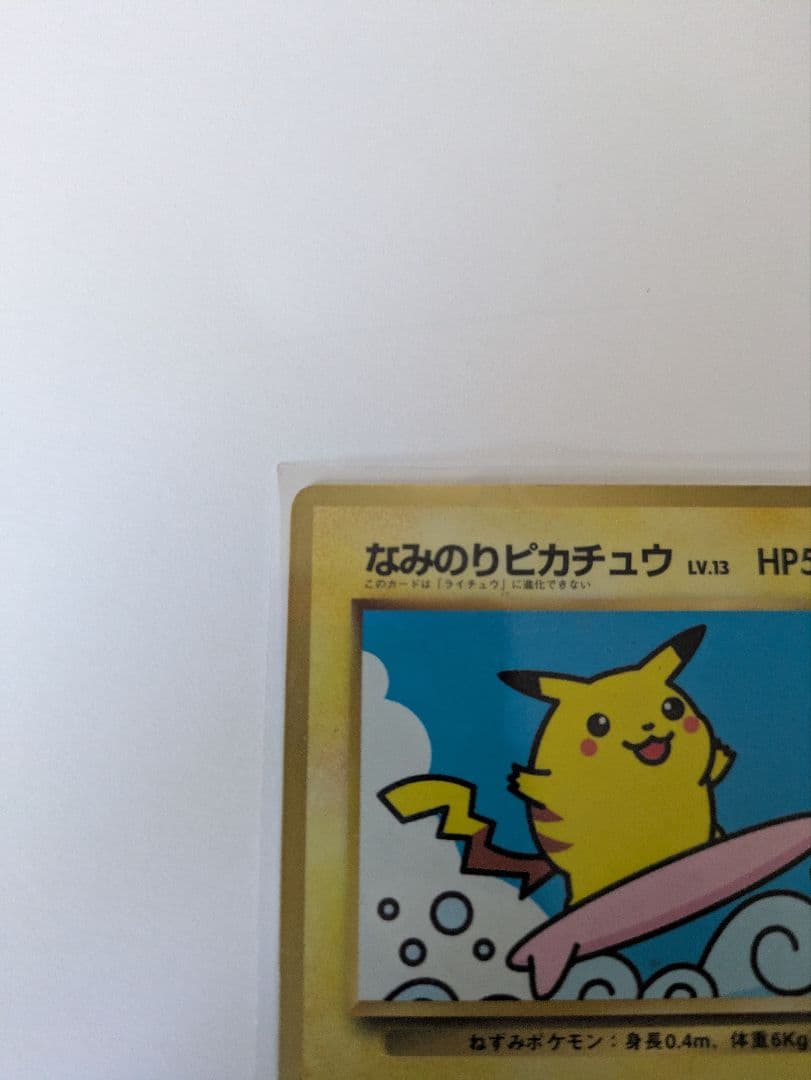 なみのりピカチュウ LV.13 HP5
このカードは「ライチュウ」に進化できない
ねずみポケモン：身長0.4m、体重6Kg